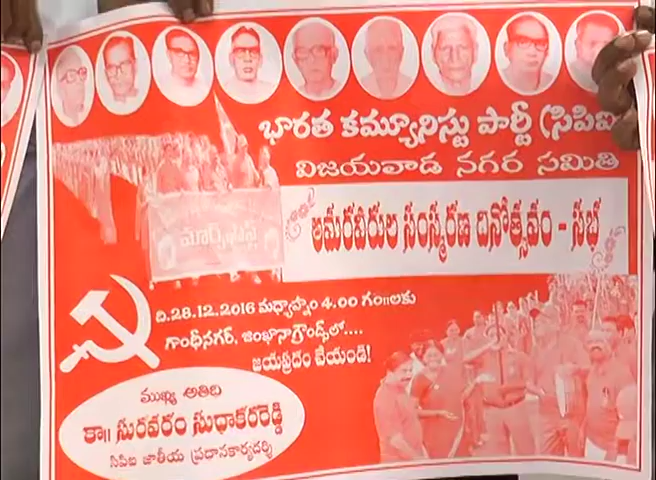 భారత కమ్యూనిస్టు పార్టీ (సిపిఐ
విజయవాడ నగర సమితి
అమరవీరుల సంస్మరణ దినోత్సవం - సభ
ది.28.12.2016 మధ్యాహ్నం 4.00 గం॥లకు
గాంధీనగర్, జింఖానాగ్రౌండ్స్‌లో....
జయప్రదం చేయండి!
ముఖ్య అతిథి
కా॥ సురవరం సుధాకరరెడ్డి
సిపిఐ జాతీయ ప్రధానకార్యదర్శి